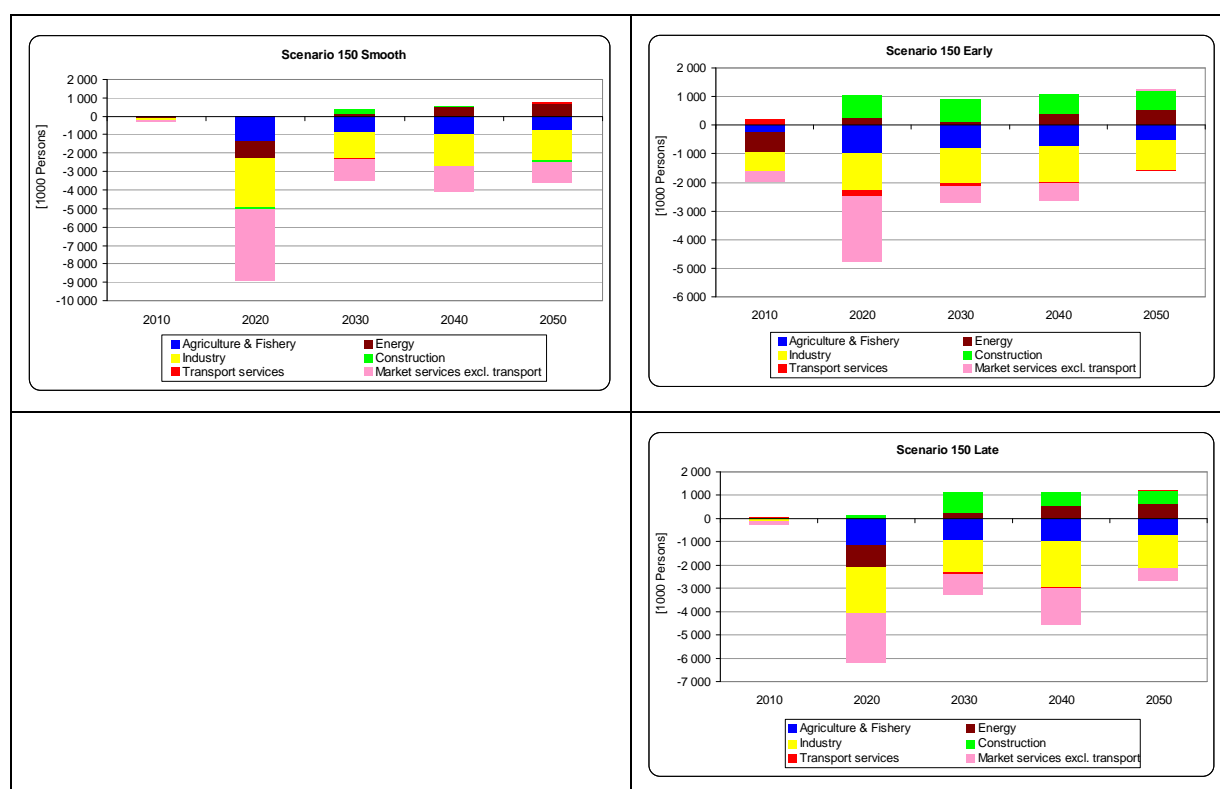 Scenario 150 Smooth
2 000
1 000
0
-1 000
-2 000
-3 000
-4 000
-5 000
-6 000
-7 000
-8 000
-9 000
-10 000
[1000 Persons]
2010 2020 2030 2040 2050
Agriculture & Fishery Energy
Industry Construction
Transport services Market services excl. transport
Scenario 150 Early
2 000
1 000
0
-1 000
-2 000
-3 000
-4 000
-5 000
-6 000
[1000 Persons]
2010 2020 2030 2040 2050
Agriculture & Fishery Energy
Industry Construction
Transport services Market services excl. transport
Scenario 150 Late
2 000
1 000
0
-1 000
-2 000
-3 000
-4 000
-5 000
-6 000
-7 000
[1000 Persons]
2010 2020 2030 2040 2050
Agriculture & Fishery Energy
Industry Construction
Transport services Market services excl. transport